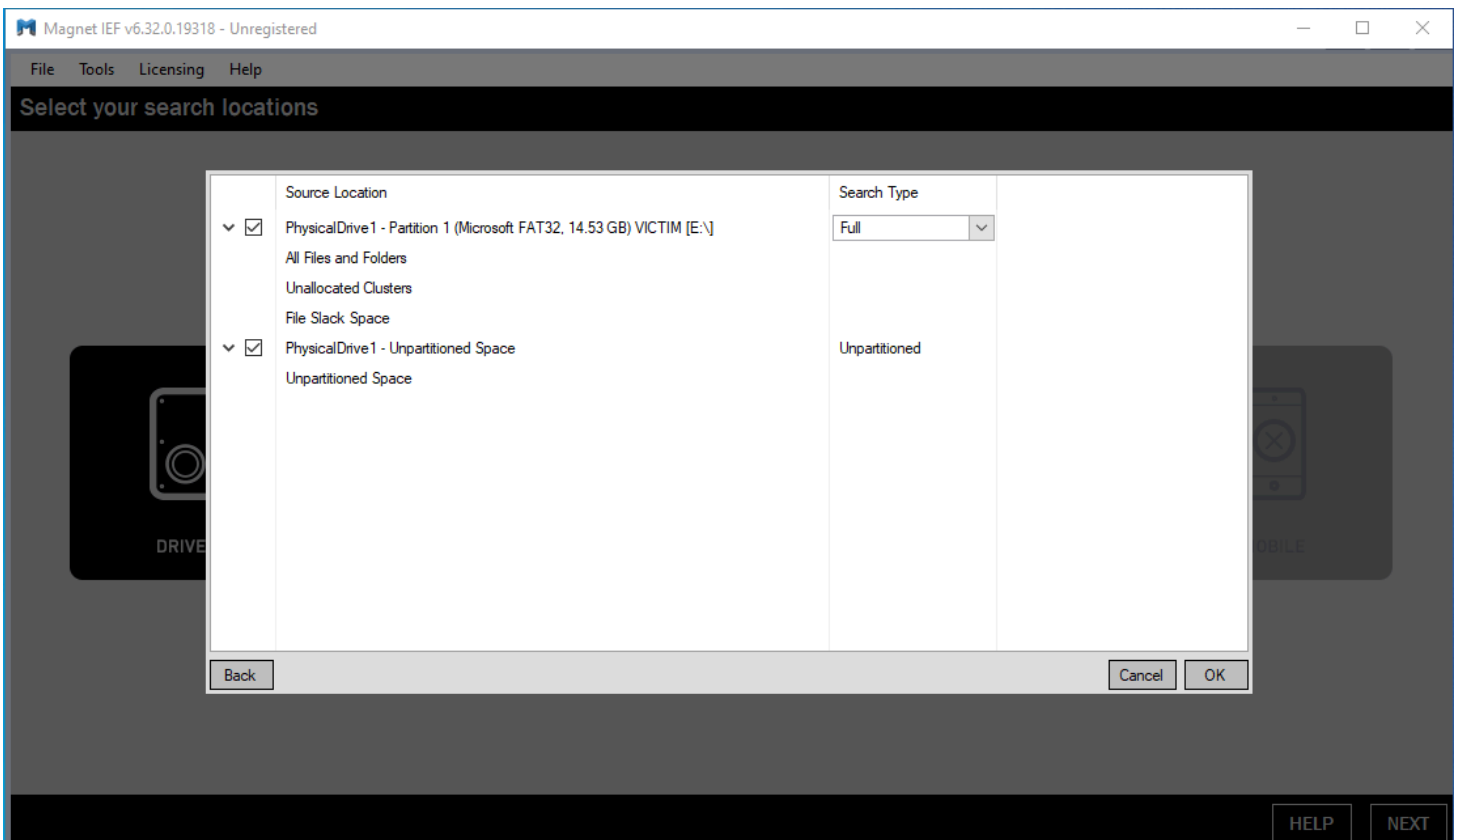 Magnet IEF v6.32.0.19318 - Unregistered
File Tools Licensing Help
Select your search locations
Source Location Search Type
PhysicalDrive1 - Partition 1 (Microsoft FAT32, 14.53 GB) VICTIM [E:\] Full
All Files and Folders
Unallocated Clusters
File Slack Space
PhysicalDrive1 - Unpartitioned Space Unpartitioned
Unpartitioned Space
DRIVE
OBILE
Back Cancel OK
HELP NEXT